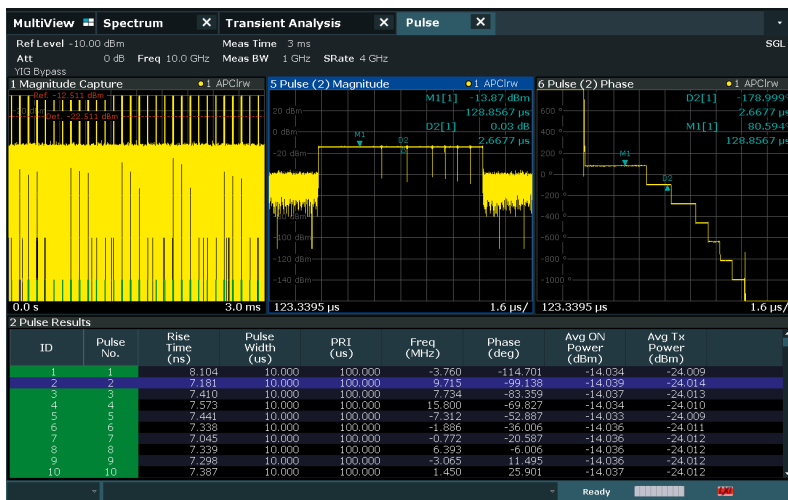 MultiView Spectrum X Transient Analysis X Pulse X
Ref Level -10.00 dBm Meas Time 3 ms SGL
Att 0 dB Freq 10.0 GHz Meas BW 1 GHz SRate 4 GHz
YIG Bypass
1 Magnitude Capture 1 APClrw
Ref. -12.511 dBm
Det. -22.511 dBm
0.0 s 3.0 ms
5 Pulse (2) Magnitude 1 APClrw
M1[1] -13.87 dBm
128.8567 µs
D2[1] 0.03 dB
2.6677 µs
20 dBm
0 dBm
-20 dBm
-100 dBm
-120 dBm
-140 dBm
M1
D2
123.3395 µs 1.6 µs/
6 Pulse (2) Phase 1 APClrw
D2[1] -178.999°
2.6677 µs
M1[1] 80.594°
128.8567 µs
600 °
400 °
200 °
0 °
-200 °
-400 °
-600 °
-800 °
-1000 °
M1
D2
123.3395 µs 1.6 µs/
2 Pulse Results
ID Pulse No. Rise Time (ns) Pulse Width (us) PRI (us) Freq (MHz) Phase (deg) Avg ON Power (dBm) Avg Tx Power (dBm)
1 1 8.104 10.000 100.000 -3.760 -114.701 -14.034 -24.009
2 2 7.181 10.000 100.000 9.715 -99.138 -14.039 -24.014
3 3 7.410 10.000 100.000 7.734 -83.359 -14.037 -24.013
4 4 7.573 10.000 100.000 15.800 -69.827 -14.034 -24.010
5 5 7.441 10.000 100.000 -7.312 -52.887 -14.033 -24.009
6 6 7.338 10.000 100.000 -1.886 -36.006 -14.036 -24.011
7 7 7.045 10.000 100.000 -0.772 -20.587 -14.036 -24.012
8 8 7.339 10.000 100.000 6.393 -6.006 -14.036 -24.012
9 9 7.298 10.000 100.000 -3.065 11.495 -14.036 -24.012
10 10 7.387 10.000 100.000 1.450 25.901 -14.037 -24.012
Ready